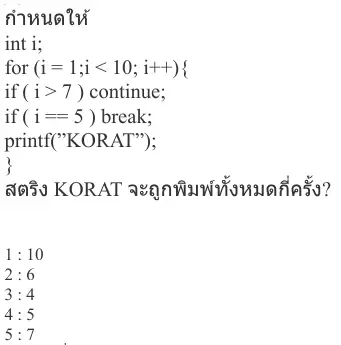 กำหนดให้
int i;
for (i = 1;i < 10; i++){
if ( i > 7 ) continue;
if ( i == 5 ) break;
printf(”KORAT”);
}
สตริง KORAT จะถูกพิมพ์ทั้งหมดกี่ครั้ง?
1 : 10
2 : 6
3 : 4
4 : 5
5 : 7